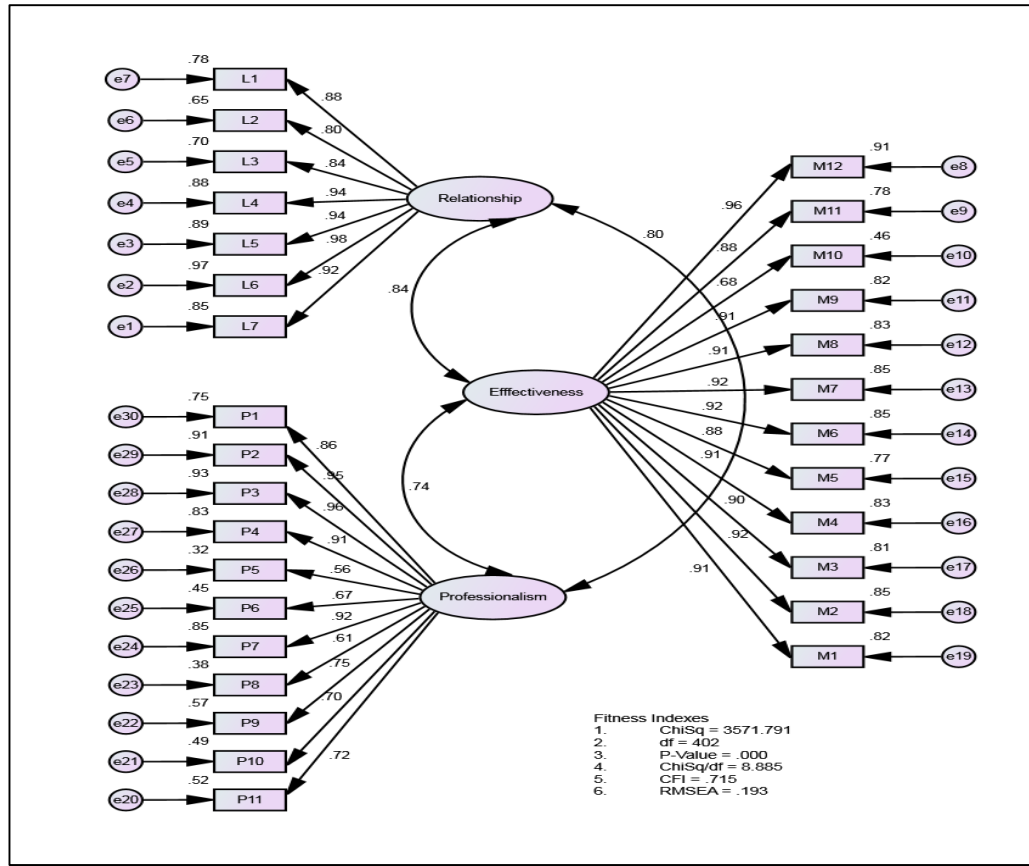 .78
e7 L1
.88
.65
e6 L2
.80
.70
e5 L3
.84
.88
e4 L4
.94
.89
e3 L5
.94
.97
e2 L6
.98
.85
e1 L7
.92
Relationship
.84
.80
Efffectiveness
.74
Professionalism
.75
e30 P1
.86
.91
e29 P2
.95
.93
e28 P3
.96
.83
e27 P4
.91
.32
e26 P5
.56
.45
e25 P6
.67
.85
e24 P7
.92
.38
e23 P8
.61
.57
e22 P9
.75
.49
e21 P10
.70
.52
e20 P11
.72
.91
M12 e8
.96
.78
M11 e9
.88
.46
M10 e10
.68
.82
M9 e11
.91
.83
M8 e12
.91
.85
M7 e13
.92
.85
M6 e14
.92
.77
M5 e15
.88
.83
M4 e16
.91
.81
M3 e17
.90
.85
M2 e18
.92
.82
M1 e19
.91
Fitness Indexes
1. ChiSq = 3571.791
2. df = 402
3. P-Value = .000
4. ChiSq/df = 8.885
5. CFI = .715
6. RMSEA = .193